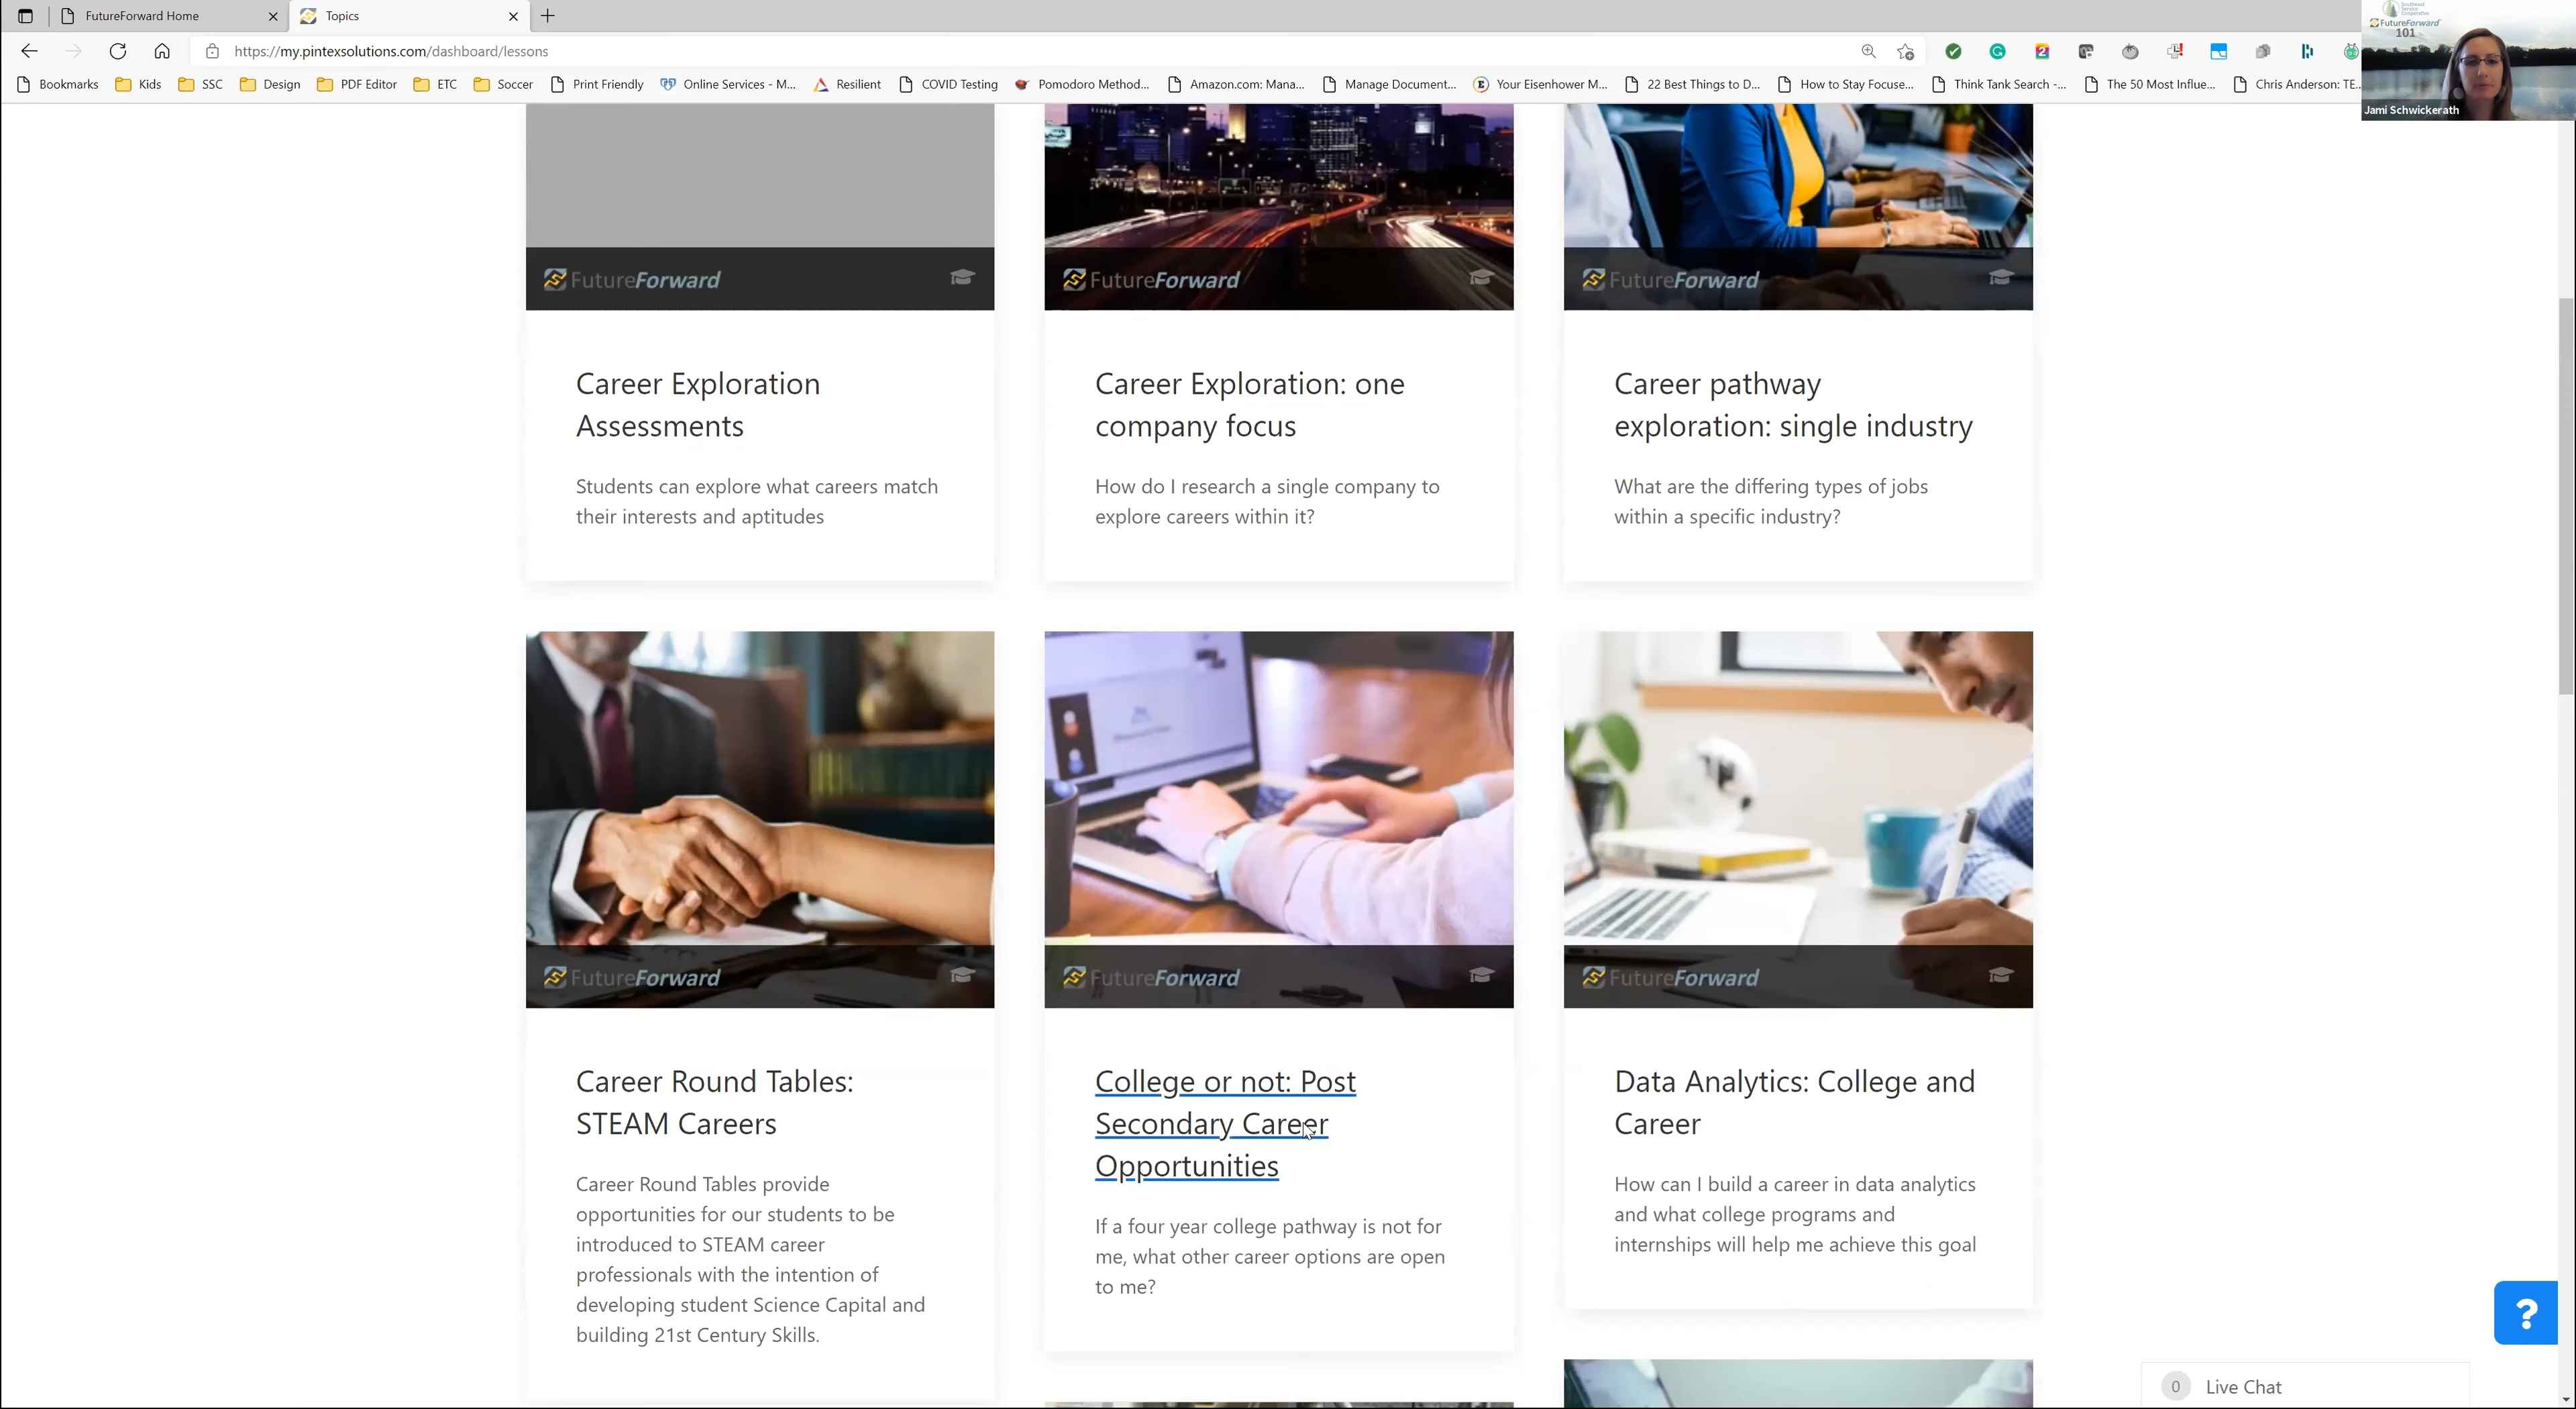 FutureForward Home
Topics
https://my.pintexsolutions.com/dashboard/lessons
Bookmarks Kids SSC Design PDF Editor ETC Soccer Print Friendly Online Services - M... Resilient COVID Testing Pomodoro Method... Amazon.com: Mana... Manage Document... Your Eisenhower M... 22 Best Things to D... How to Stay Focuse... Think Tank Search -... The 50 Most Influe... Chris Anderson: TE...
Southeast
Service
Cooperative
FutureForward
101
Jami Schwickerath
FutureForward
FutureForward
FutureForward
Career Exploration
Assessments
Students can explore what careers match
their interests and aptitudes
Career Exploration: one
company focus
How do I research a single company to
explore careers within it?
Career pathway
exploration: single industry
What are the differing types of jobs
within a specific industry?
FutureForward
FutureForward
FutureForward
Career Round Tables:
STEAM Careers
Career Round Tables provide
opportunities for our students to be
introduced to STEAM career
professionals with the intention of
developing student Science Capital and
building 21st Century Skills.
College or not: Post
Secondary Career
Opportunities
If a four year college pathway is not for
me, what other career options are open
to me?
Data Analytics: College and
Career
How can I build a career in data analytics
and what college programs and
internships will help me achieve this goal
?
0 Live Chat